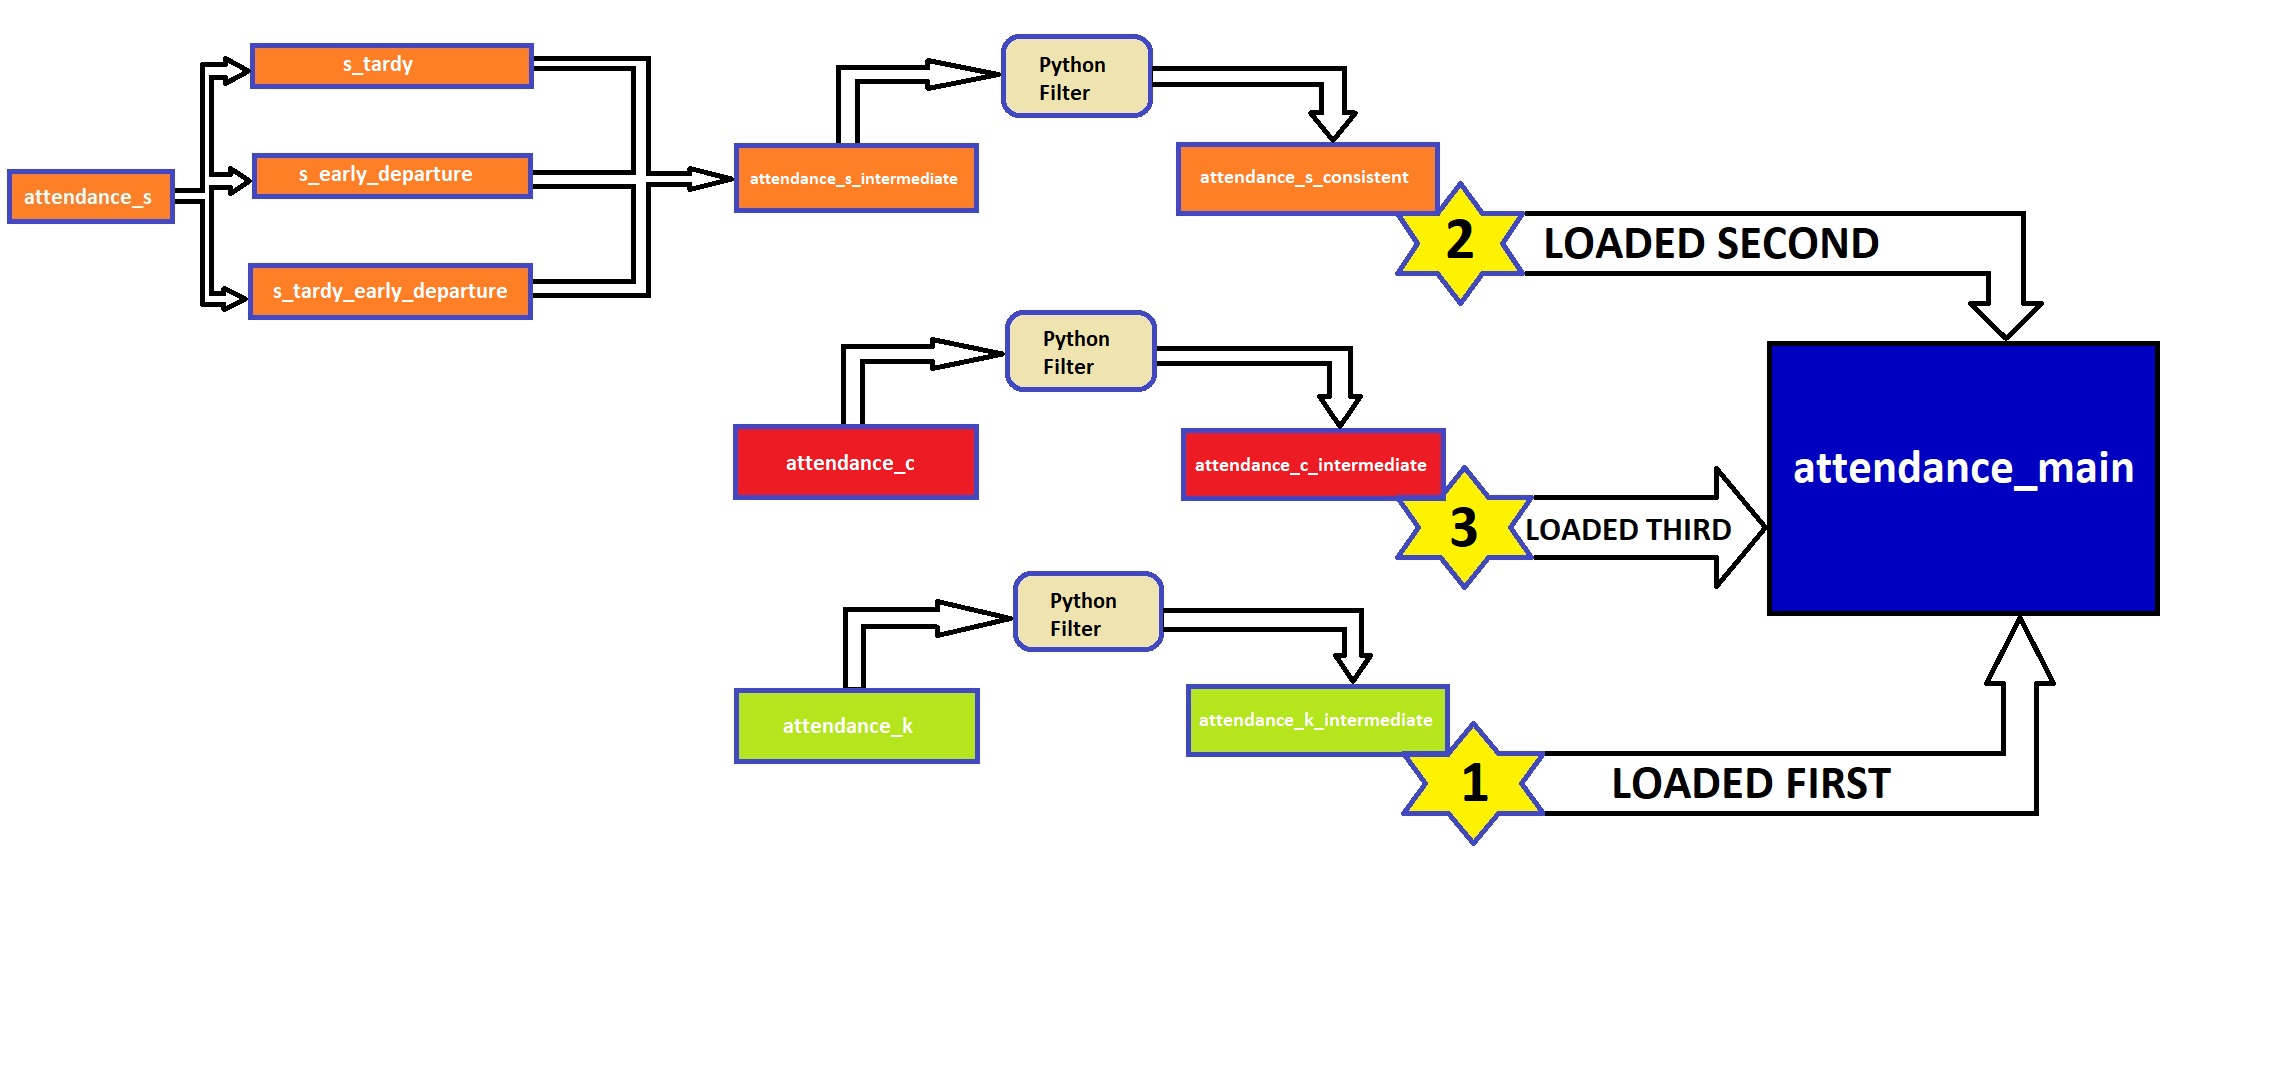 s_tardy
s_early_departure
attendance_s
s_tardy_early_departure
attendance_s_intermediate
Python
Filter
attendance_s_consistent
2
LOADED SECOND
Python
Filter
attendance_c
attendance_c_intermediate
3
LOADED THIRD
attendance_main
Python
Filter
attendance_k
attendance_k_intermediate
1
LOADED FIRST